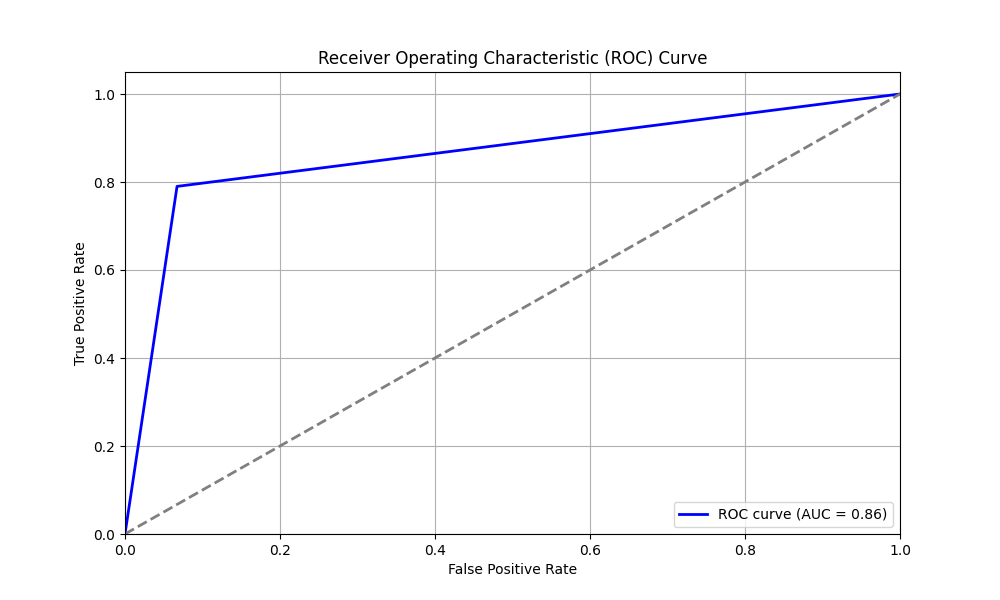 Receiver Operating Characteristic (ROC) Curve
True Positive Rate
1.0
0.8
0.6
0.4
0.2
0.0
ROC curve (AUC = 0.86)
0.0 0.2 0.4 0.6 0.8 1.0
False Positive Rate